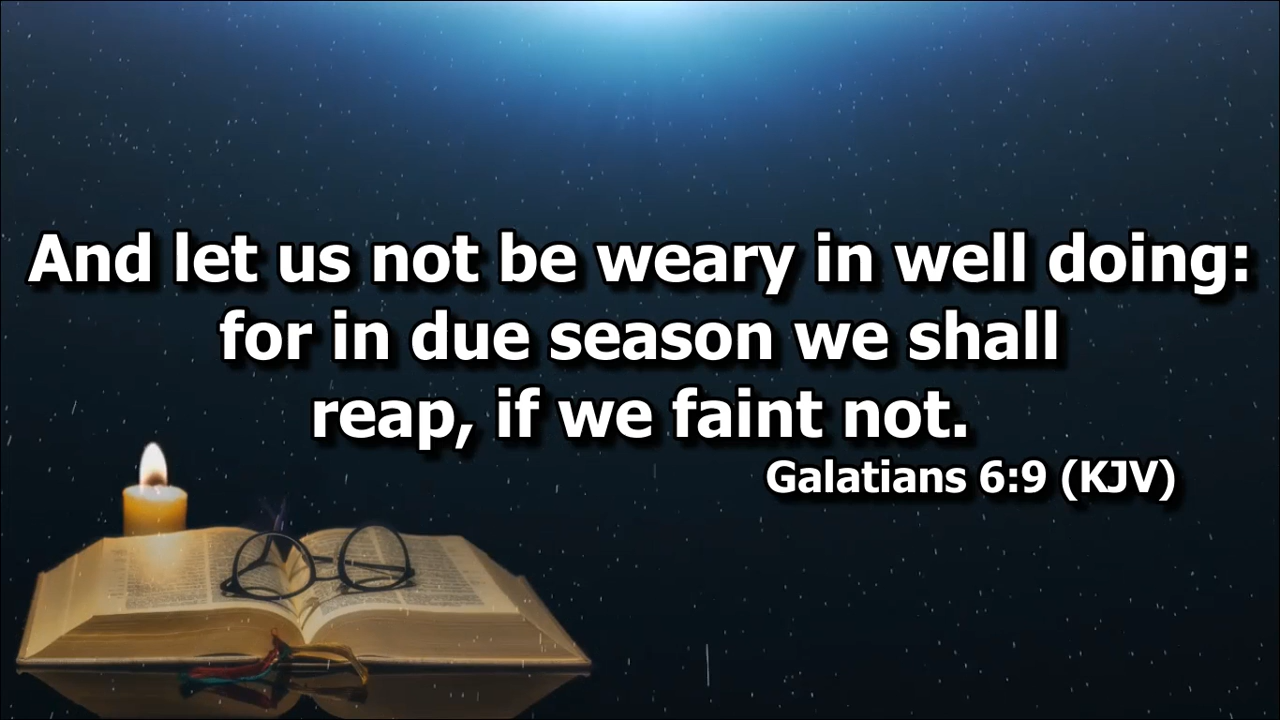 And let us not be weary in well doing:
for in due season we shall
reap, if we faint not.
Galatians 6:9 (KJV)